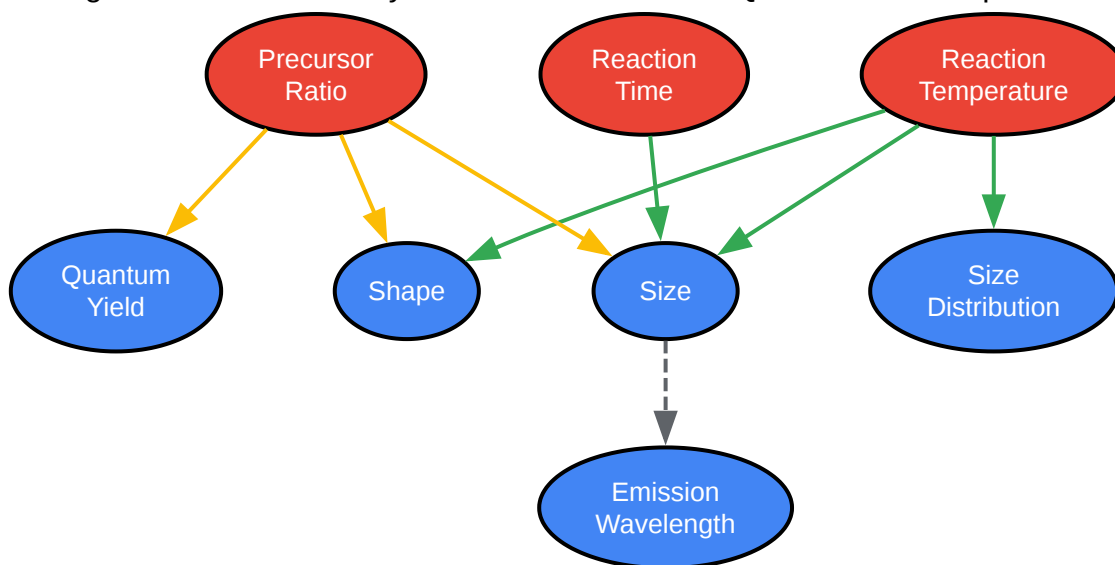 Precursor
Ratio
Reaction
Time
Reaction
Temperature
Quantum
Yield
Shape
Size
Size
Distribution
Emission
Wavelength